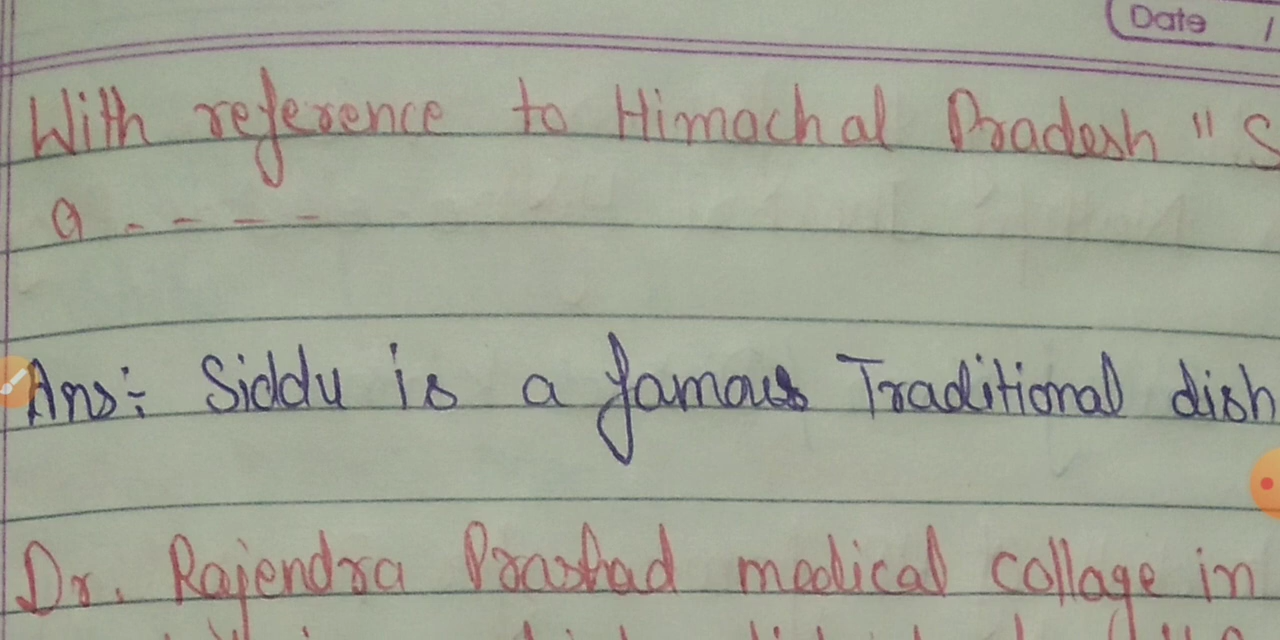 Date /
With reference to Himachal Pradesh "S
a - - - -
Ans:- Siddu is a famous Traditional dish
Dr. Rajendra Prashad medical collage in